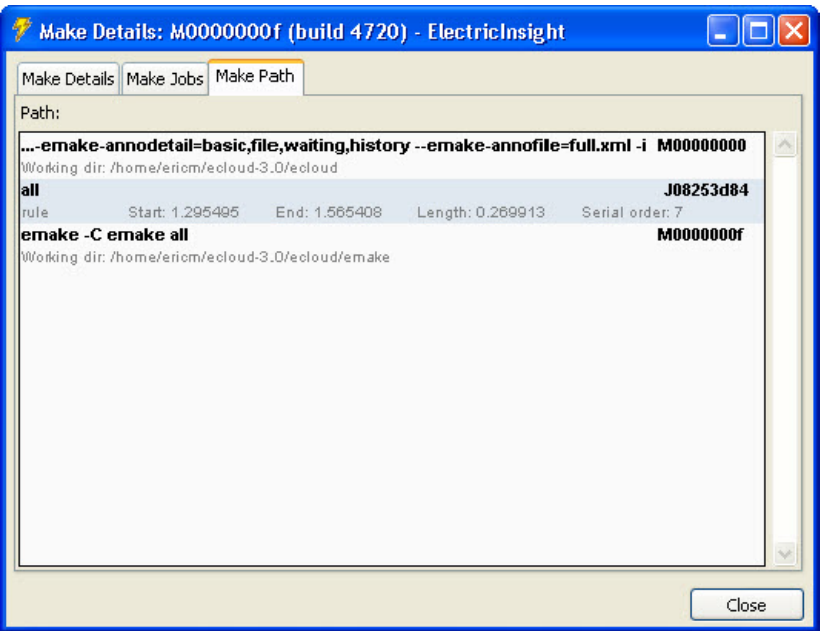 Make Details: M0000000f (build 4720) - ElectricInsight
Make Details Make Jobs Make Path
Path:
...-emake-annodetail=basic,file,waiting,history --emake-annofile=full.xml -i M00000000
Working dir: /home/ericm/ecloud-3.0/ecloud
all J08253d84
rule Start: 1.295495 End: 1.565408 Length: 0.269913 Serial order: 7
emake -C emake all M0000000f
Working dir: /home/ericm/ecloud-3.0/ecloud/emake
Close